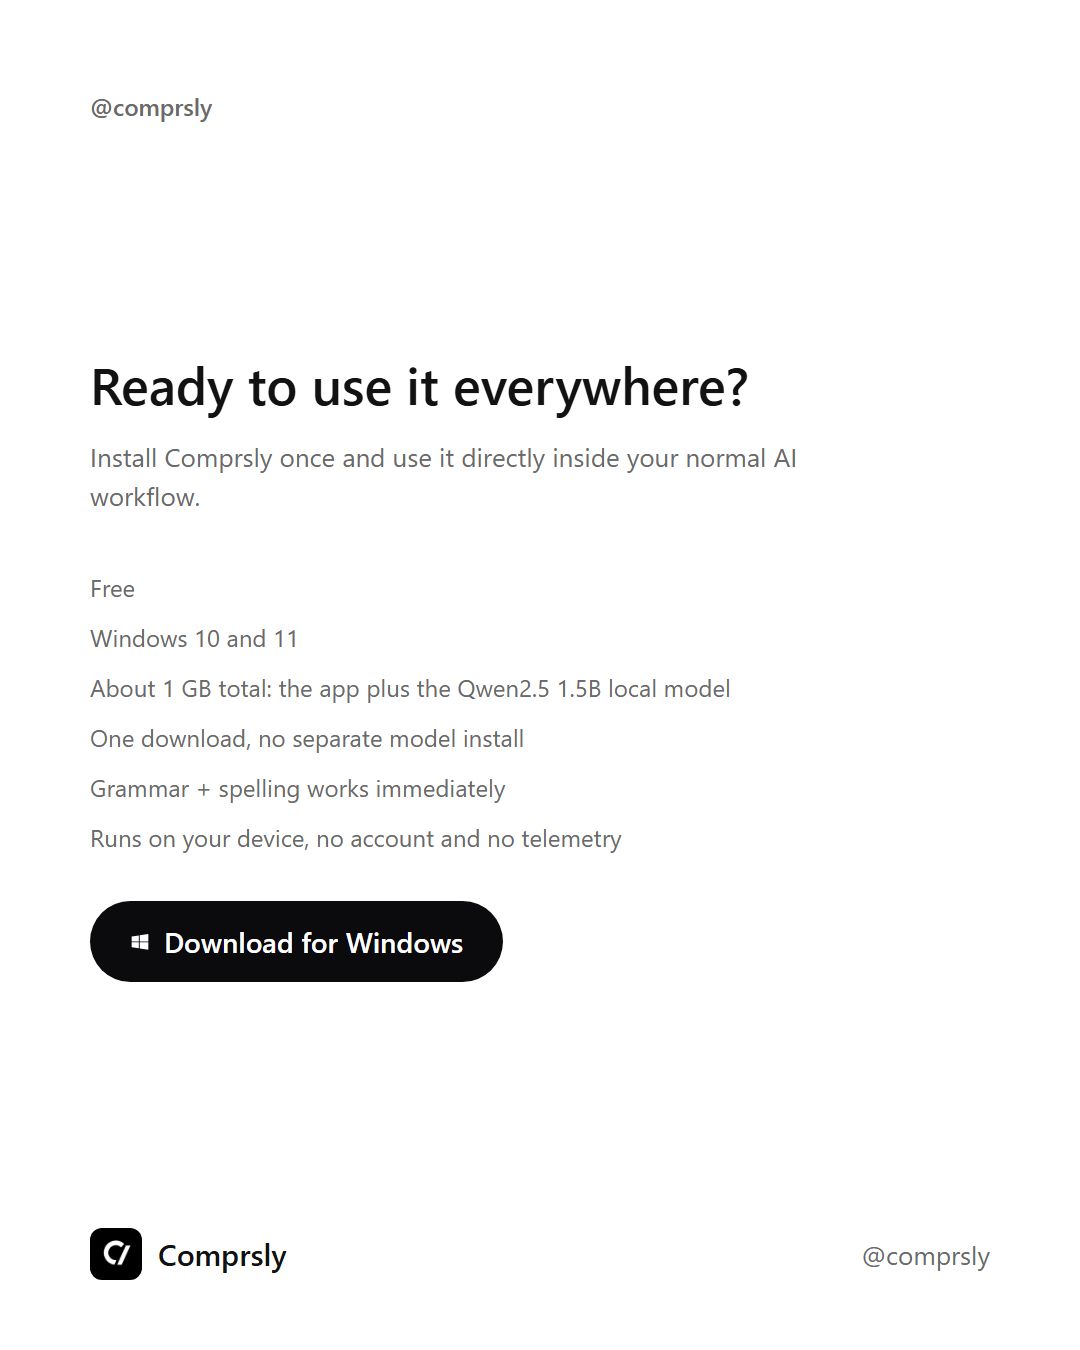 @comprsly
Ready to use it everywhere?
Install Comprsly once and use it directly inside your normal AI
workflow.
Free
Windows 10 and 11
About 1 GB total: the app plus the Qwen2.5 1.5B local model
One download, no separate model install
Grammar + spelling works immediately
Runs on your device, no account and no telemetry
Download for Windows
Comprsly
@comprsly